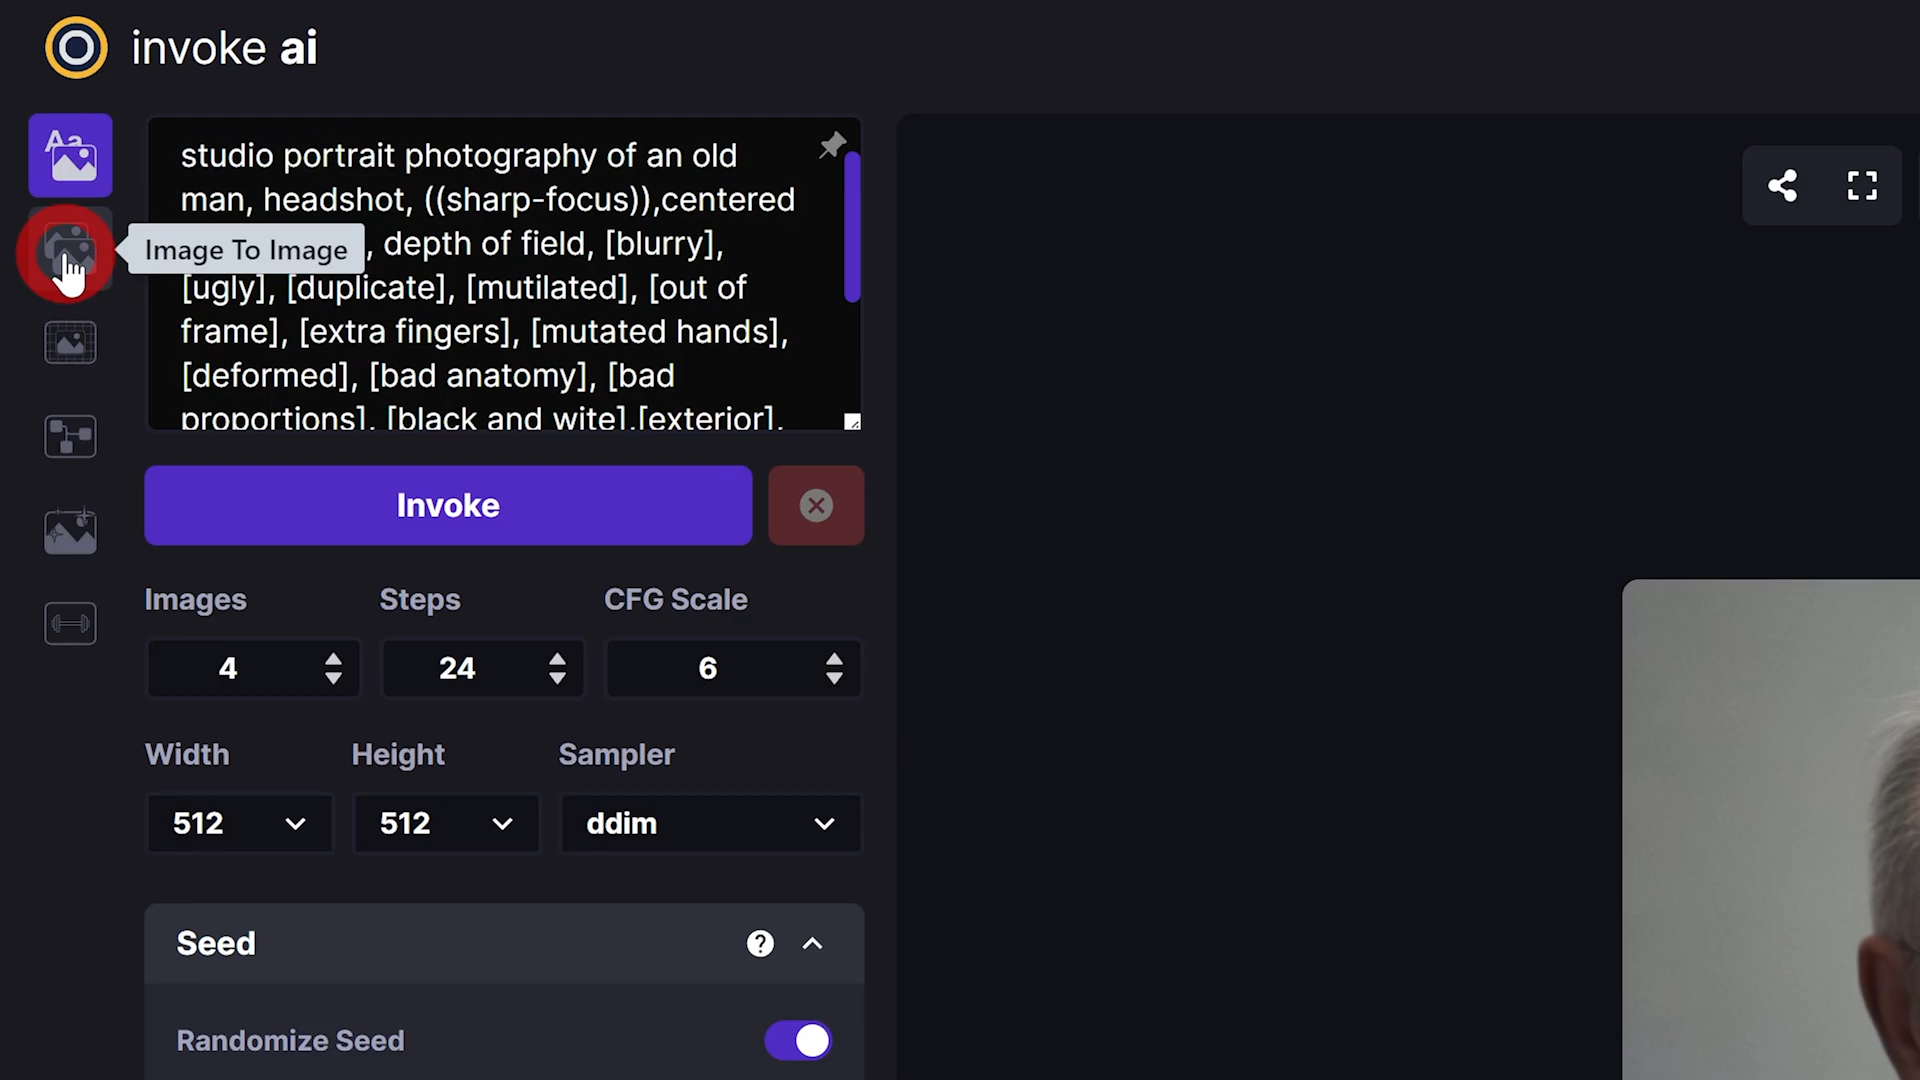 invoke ai
Aa
studio portrait photography of an old
man, headshot, ((sharp-focus)),centered
Image To Image , depth of field, [blurry],
[ugly], [duplicate], [mutilated], [out of
frame], [extra fingers], [mutated hands],
[deformed], [bad anatomy], [bad
proportions], [black and wite],[exterior],
Invoke
Images Steps CFG Scale
4 24 6
Width Height Sampler
512 512 ddim
Seed ?
Randomize Seed